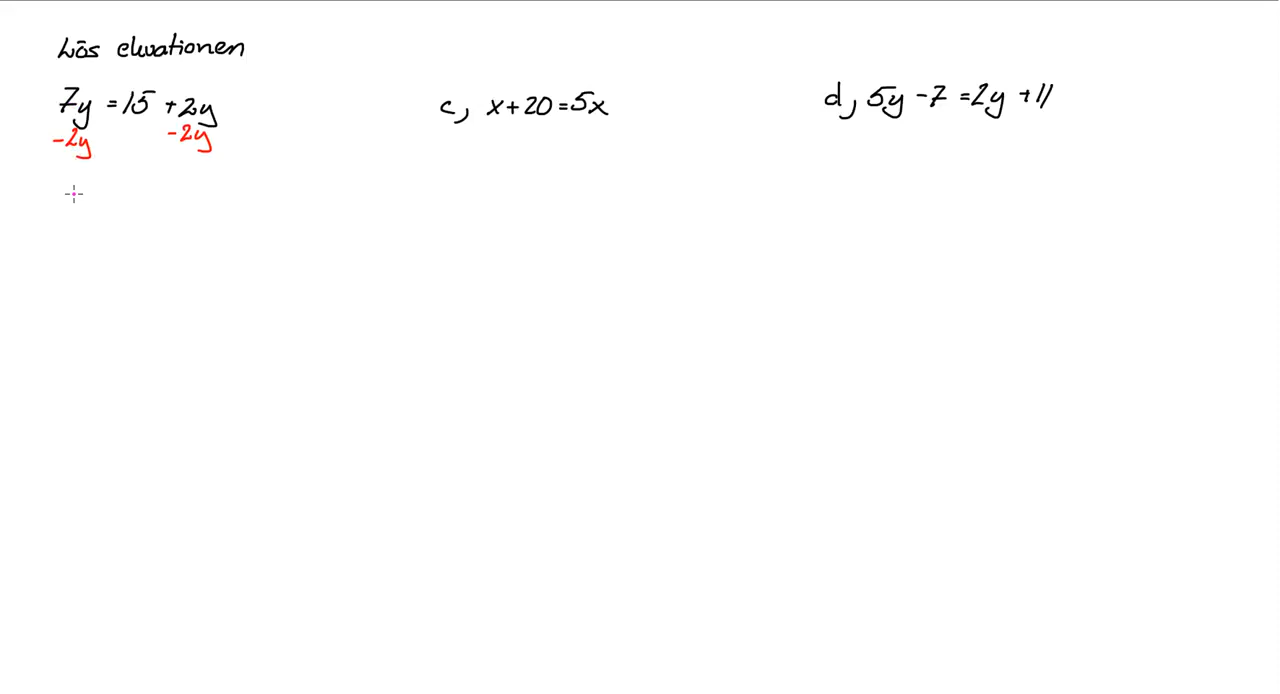 Lös ekvationen
7y = 15 + 2y
-2y -2y
c, x + 20 = 5x
d, 5y - 7 = 2y + 11